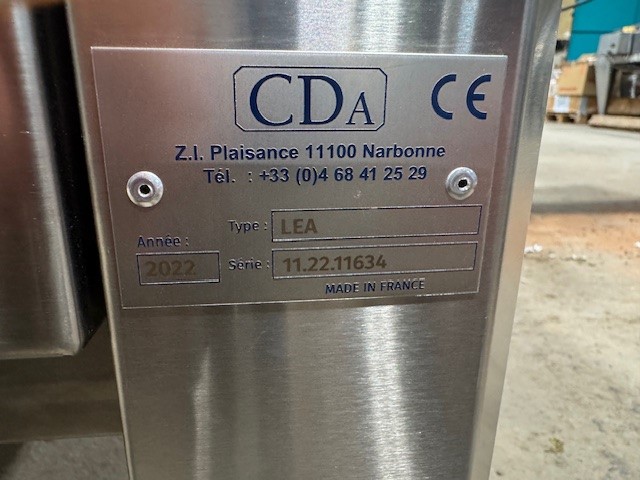 CDA CE
Z.I. Plaisance 11100 Narbonne
Tél. : +33 (0)4 68 41 25 29
Type : LEA
Année :
2022 Série : 11.22.11634
MADE IN FRANCE